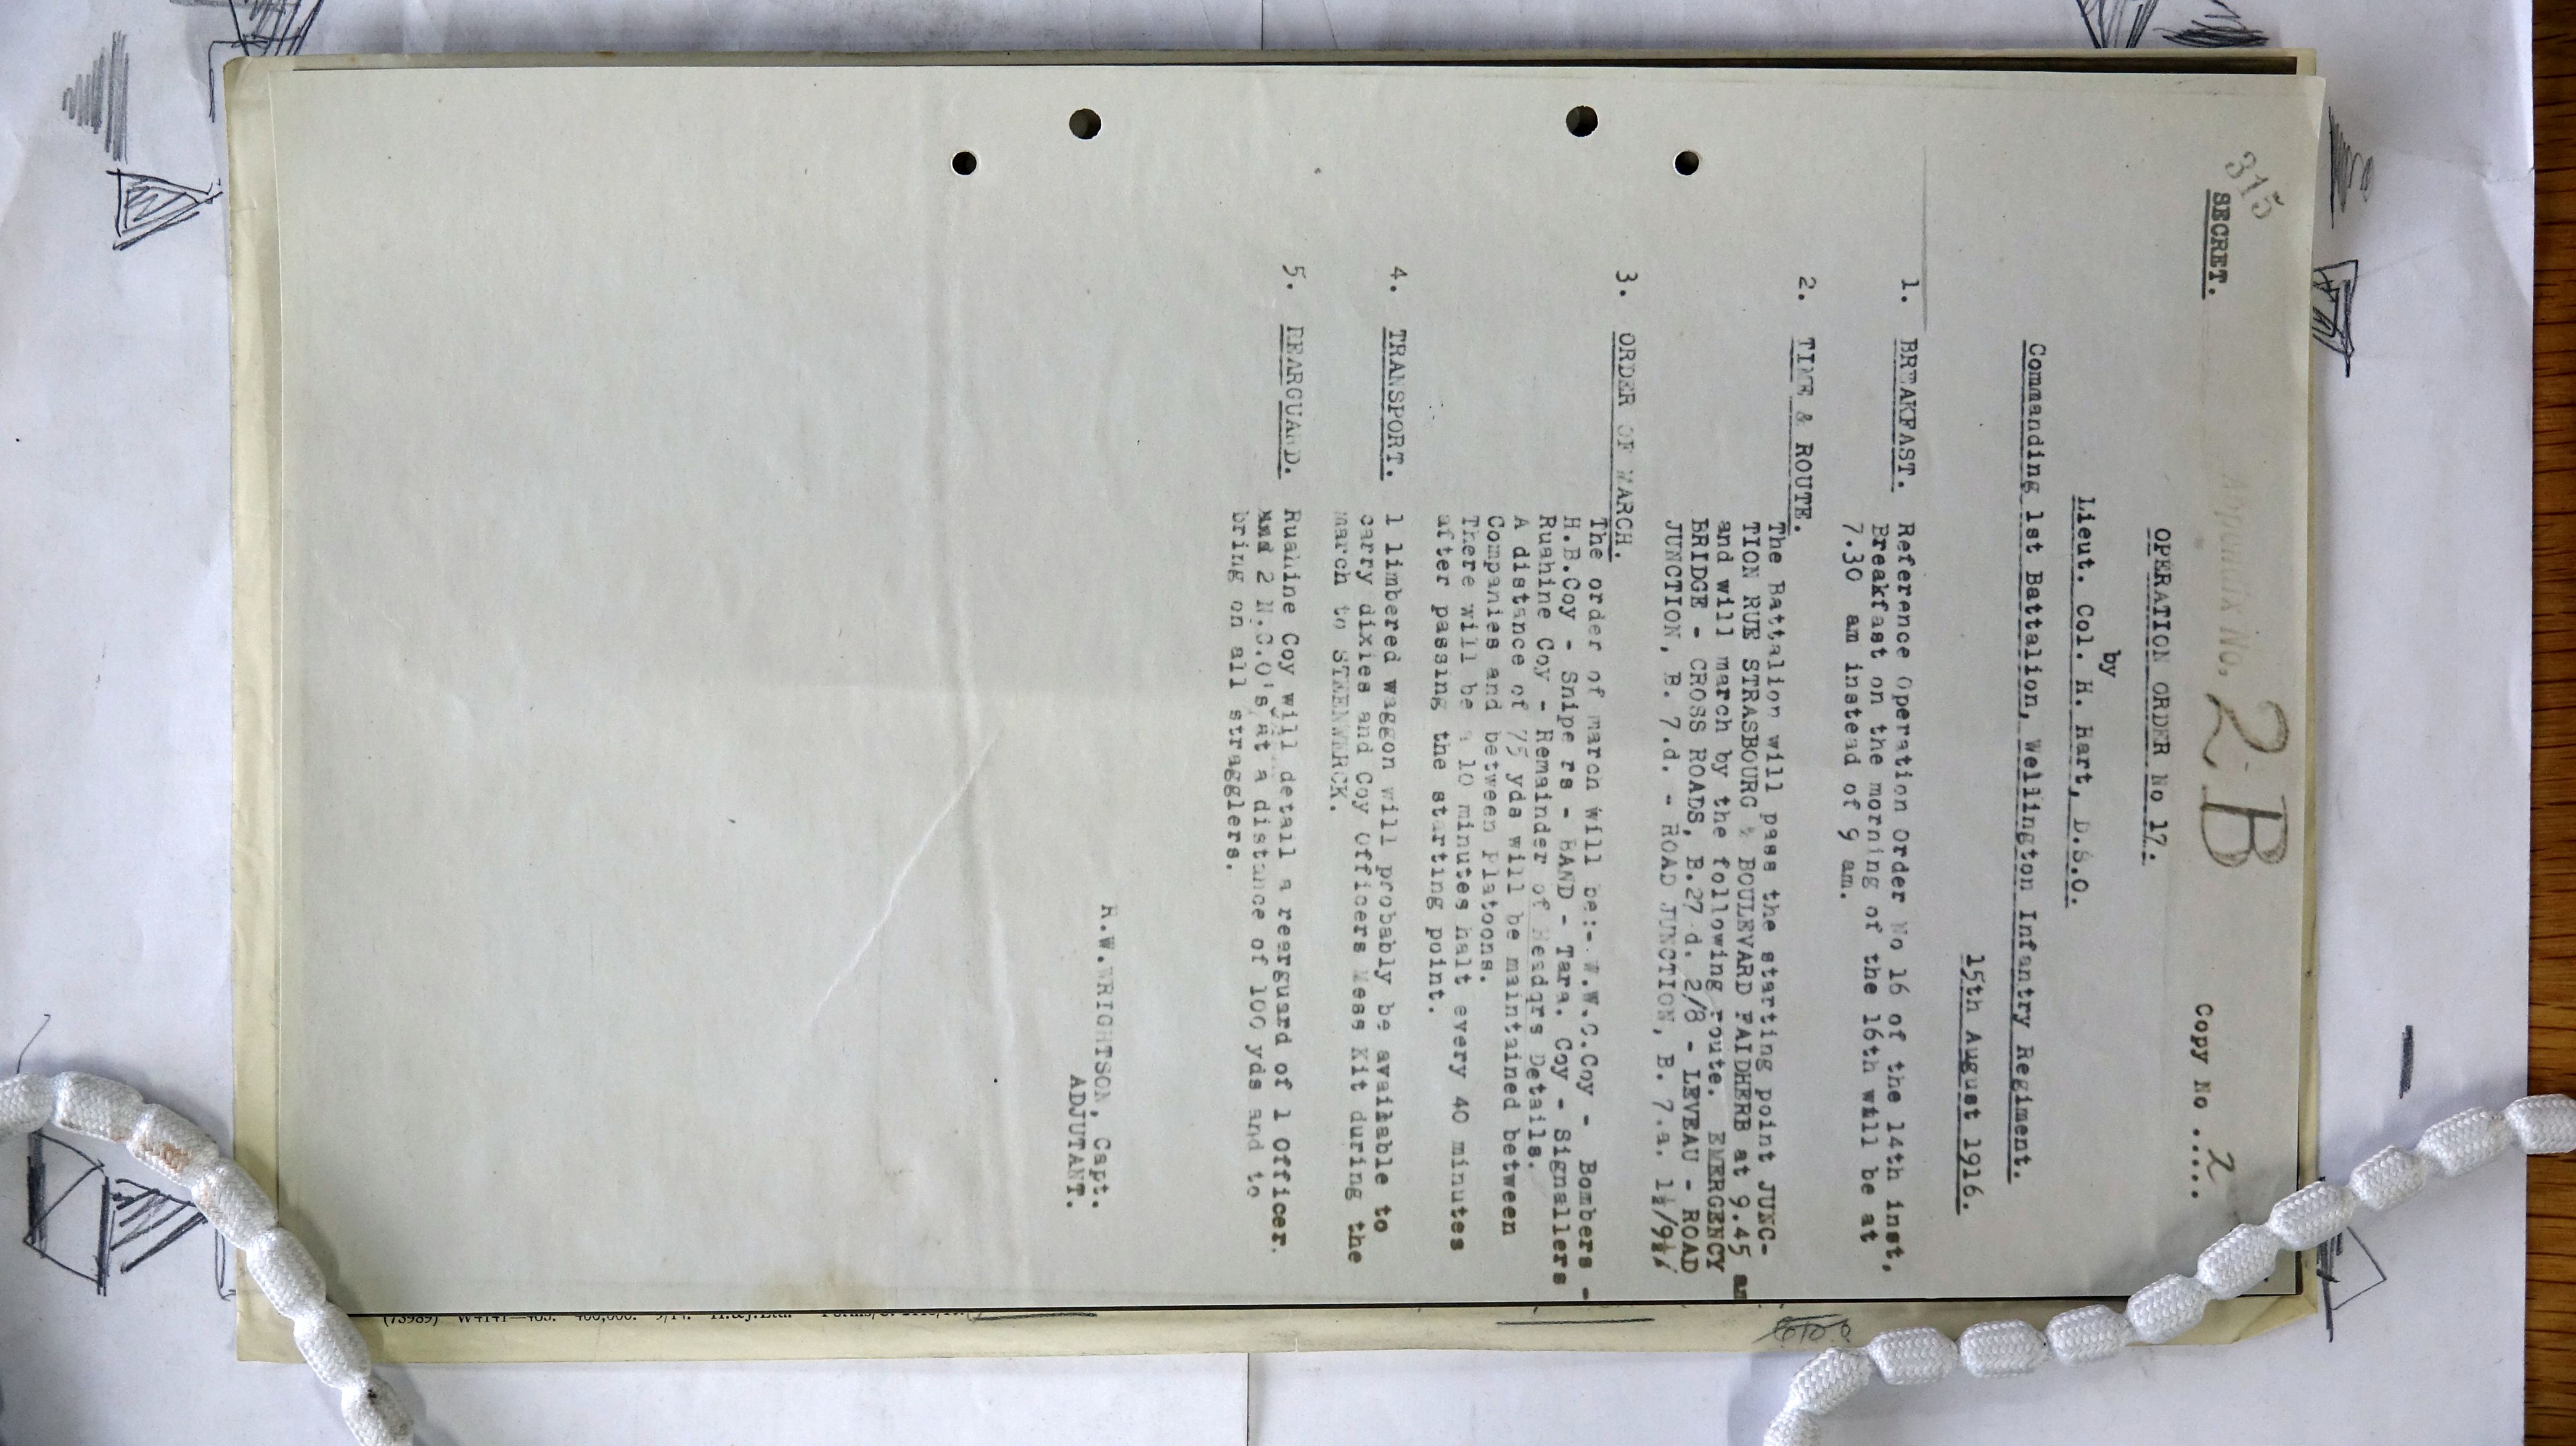 315
SECRET.
Appendix No. 2 B
Copy No ..2..
OPERATION ORDER No 17.
by
Lieut. Col. H. Hart, D.S.O.
Commanding 1st Battalion, Wellington Infantry Regiment.
15th August 1916.
1. BREAKFAST. Reference Operation Order No 16 of the 14th inst,
Breakfast on the morning of the 16th will be at
7.30 am instead of 9 am.
2. TIME & ROUTE.
The Battalion will pass the starting point JUNC-
TION RUE STRASBOURG & BOULEVARD FAIDHERB at 9.45 am
and will march by the following route. EMERGENCY
BRIDGE - CROSS ROADS, B.27 d. 2/8 - LEVEAU - ROAD
JUNCTION, B. 7.d. - ROAD JUNCTION, B. 7.a. 1½/9½
3. ORDER OF MARCH.
The order of march will be:- W.W.C.Coy - Bombers -
H.B.Coy - Snipe rs - BAND - Tara. Coy - Signallers
Ruahine Coy - Remainder of Headqrs Details.
A distance of 75 yds will be maintained between
Companies and between Platoons.
There will be a 10 minutes halt every 40 minutes
after passing the starting point.
4. TRANSPORT. 1 limbered waggon will probably be available to
carry dixies and Coy Officers Mess Kit during the
march to STEENWERCK.
5. REARGUARD. Ruahine Coy will detail a rearguard of 1 Officer.
and 2 N.C.O's at a distance of 100 yds and to
bring on all stragglers.
R.W.WRIGHTSON, Capt.
ADJUTANT.